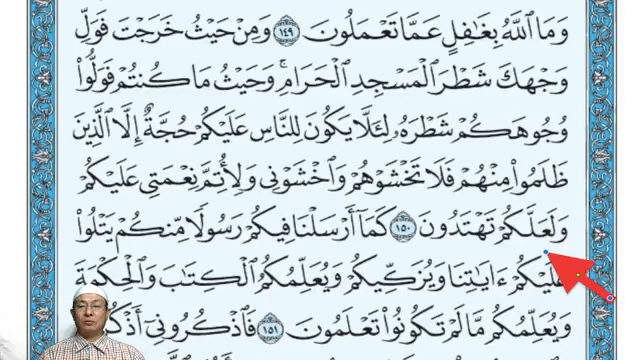 وَمَا ٱللَّهُ بِغَٰفِلٍ عَمَّا تَعْمَلُونَ ١٤٩ وَمِنْ حَيْثُ خَرَجْتَ فَوَلِّ
وَجْهَكَ شَطْرَ ٱلْمَسْجِدِ ٱلْحَرَامِ ۚ وَحَيْثُ مَا كُنتُمْ فَوَلُّوا۟
وُجُوهَكُمْ شَطْرَهُۥ لِئَلَّا يَكُونَ لِلنَّاسِ عَلَيْكُمْ حُجَّةٌ إِلَّا ٱلَّذِينَ
ظَلَمُوا۟ مِنْهُمْ فَلَا تَخْشَوْهُمْ وَٱخْشَوْنِى وَلِأُتِمَّ نِعْمَتِى عَلَيْكُمْ
وَلَعَلَّكُمْ تَهْتَدُونَ ١٥٠ كَمَآ أَرْسَلْنَا فِيكُمْ رَسُولًا مِّنكُمْ يَتْلُوا۟
عَلَيْكُمْ ءَايَٰتِنَا وَيُزَكِّيكُمْ وَيُعَلِّمُكُمُ ٱلْكِتَٰبَ وَٱلْحِكْمَةَ
وَيُعَلِّمُكُم مَّا لَمْ تَكُونُوا۟ تَعْلَمُونَ ١٥١ فَٱذْكُرُونِىٓ